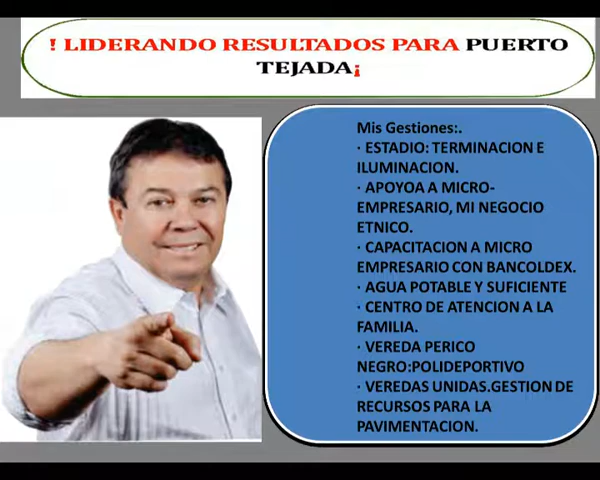 ! LIDERANDO RESULTADOS PARA PUERTO
TEJADA¡
Mis Gestiones:.
· ESTADIO: TERMINACION E
ILUMINACION.
· APOYOA A MICRO-
EMPRESARIO, MI NEGOCIO
ETNICO.
· CAPACITACION A MICRO
EMPRESARIO CON BANCOLDEX.
· AGUA POTABLE Y SUFICIENTE
· CENTRO DE ATENCION A LA
FAMILIA.
· VEREDA PERICO
NEGRO:POLIDEPORTIVO
· VEREDAS UNIDAS.GESTION DE
RECURSOS PARA LA
PAVIMENTACION.